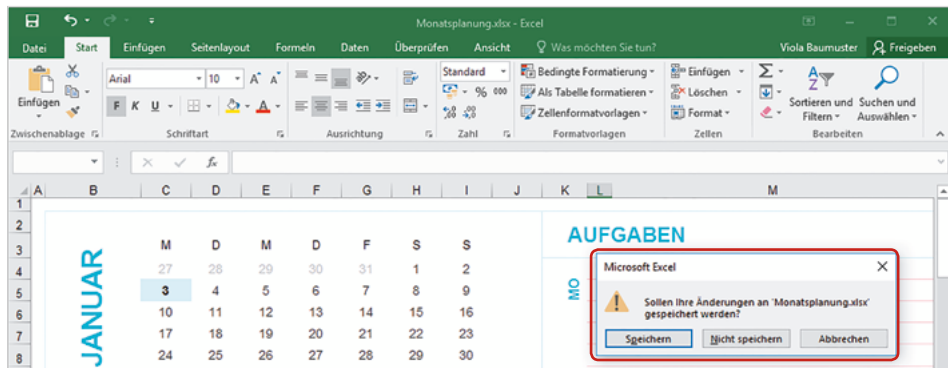 Monatsplanung.xlsx - Excel
Datei Start Einfügen Seitenlayout Formeln Daten Überprüfen Ansicht Was möchten Sie tun? Viola Baumuster Freigeben
Einfügen
Arial 10 A A
F K U A
Standard
% 000
Bedingte Formatierung
Als Tabelle formatieren
Zellenformatvorlagen
Einfügen
Löschen
Format
Sortieren und Filtern
Suchen und Auswählen
Zwischenablage Schriftart Ausrichtung Zahl Formatvorlagen Zellen Bearbeiten
fx
A B C D E F G H I J K L M
1
2
AUFGABEN
3 M D M D F S S
4 27 28 29 30 31 1 2
5 3 4 5 6 7 8 9
6 10 11 12 13 14 15 16
7 17 18 19 20 21 22 23
8 24 25 26 27 28 29 30
JANUAR
MO
Microsoft Excel
Sollen Ihre Änderungen an 'Monatsplanung.xlsx'
gespeichert werden?
Speichern Nicht speichern Abbrechen